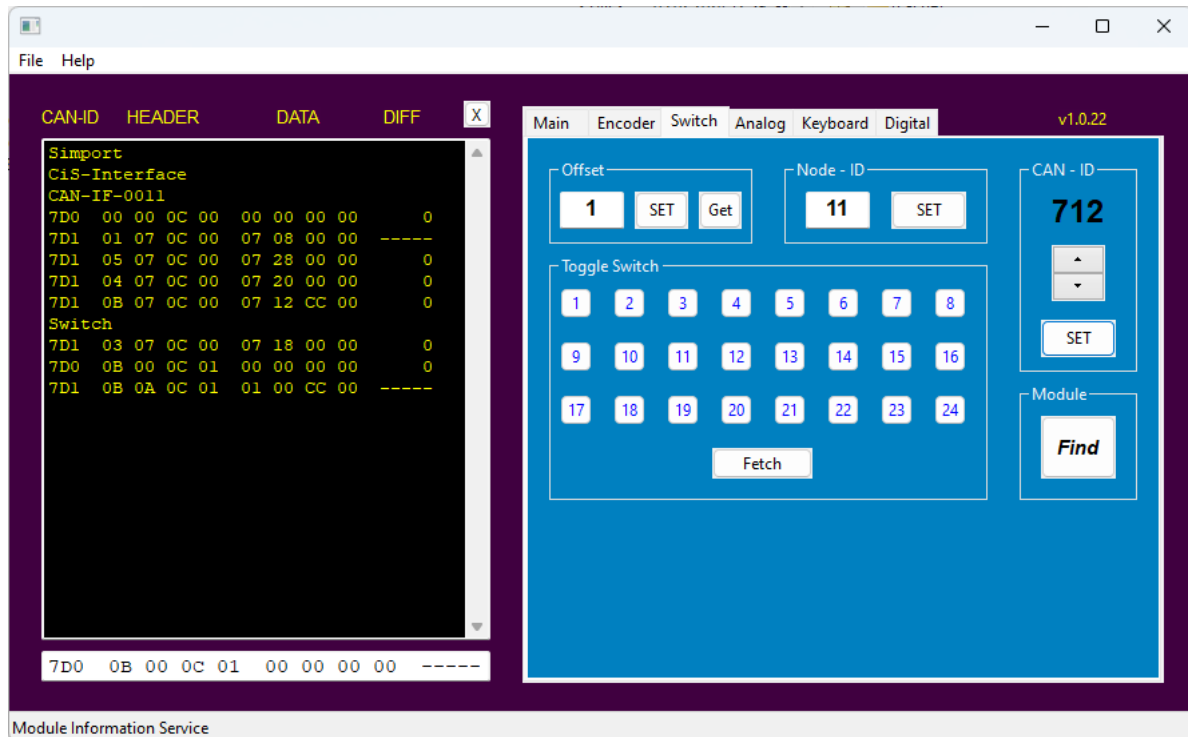 File Help
CAN-ID HEADER DATA DIFF X
Simport
CiS-Interface
CAN-IF-0011
7D0 00 00 0C 00 00 00 00 00 0
7D1 01 07 0C 00 07 08 00 00 -----
7D1 05 07 0C 00 07 28 00 00 0
7D1 04 07 0C 00 07 20 00 00 0
7D1 0B 07 0C 00 07 12 CC 00 0
Switch
7D1 03 07 0C 00 07 18 00 00 0
7D0 0B 00 0C 01 00 00 00 00 0
7D1 0B 0A 0C 01 01 00 CC 00 -----
7D0 0B 00 0C 01 00 00 00 00 -----
Main Encoder Switch Analog Keyboard Digital
v1.0.22
Offset
1 SET Get
Node - ID
11 SET
Toggle Switch
1 2 3 4 5 6 7 8
9 10 11 12 13 14 15 16
17 18 19 20 21 22 23 24
Fetch
CAN - ID
712
SET
Module
Find
Module Information Service